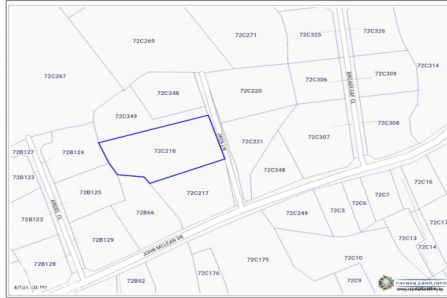 72C269
72C271
72C325
72C326
72C314
72C267
72C348
72C220
72C306
72C309
72C349
72C308
72B127
72B124
72C218
72C221
72C307
72B123
72B125
72C248
72C16
72C217
72C7
72C6
72B122
72B66
72C249
72C5
72C17
72B129
JOHN MCLEAN DR
72C13
72C14
72B128
72C175
72C10
72C176
72B92
72C9
CAYMAN LAND INFO